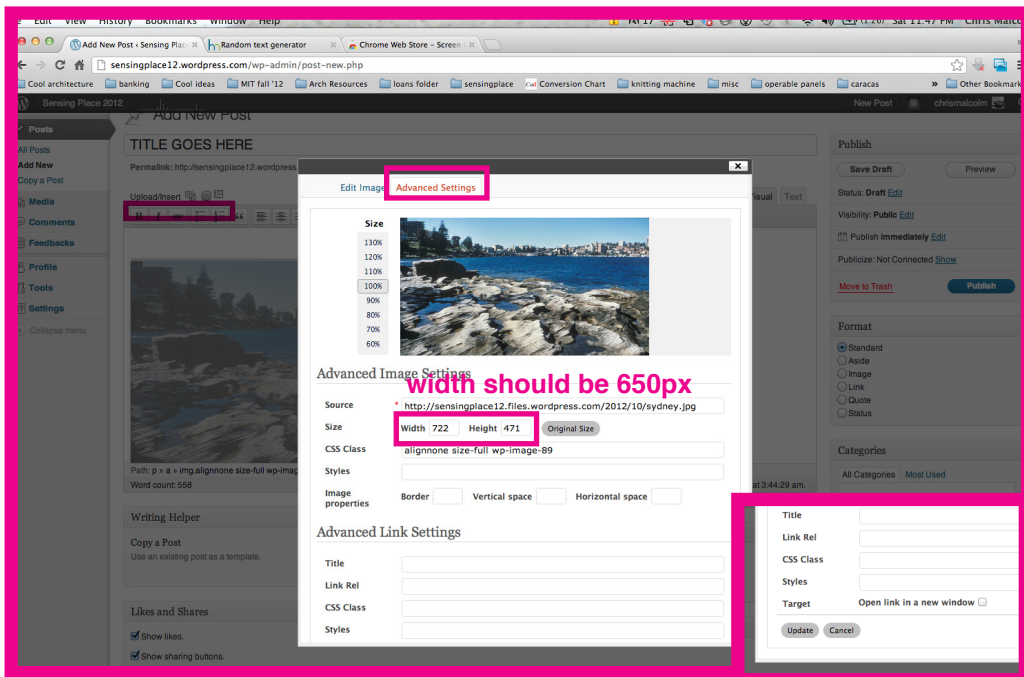 Edit View History Bookmarks Window Help
(1:26) Sat 11:47 PM Chris Malco
Add New Post ‹ Sensing Plac × Random text generator × Chrome Web Store – Screen ×
sensingplace12.wordpress.com/wp-admin/post-new.php
Cool architecture banking Cool ideas MIT fall '12 Arch Resources loans folder sensingplace Cad Conversion Chart knitting machine misc operable panels caracas » Other Bookmark
Sensing Place 2012 New Post chrismalcolm
Add New Post
Posts
All Posts
Add New
Copy a Post
Media
Comments
Feedbacks
Profile
Tools
Settings
Collapse menu
TITLE GOES HERE
Permalink: http://sensingplace12.wordpress.
Upload/Insert
Visual Text
Path: p » a » img.alignnone size-full wp-imag
Word count: 558
at 3:44:29 am.
Writing Helper
Copy a Post
Use an existing post as a template.
Likes and Shares
Show likes.
Show sharing buttons.
Edit Image Advanced Settings
Size
130%
120%
110%
100%
90%
80%
70%
60%
Advanced Image Settings
width should be 650px
Source * http://sensingplace12.files.wordpress.com/2012/10/sydney.jpg
Size Width 722 Height 471 Original Size
CSS Class alignnone size-full wp-image-89
Styles
Image
properties Border Vertical space Horizontal space
Advanced Link Settings
Title
Link Rel
CSS Class
Styles
Publish
Save Draft Preview
Status: Draft Edit
Visibility: Public Edit
Publish immediately Edit
Publicize: Not Connected Show
Move to Trash Publish
Format
Standard
Aside
Image
Link
Quote
Status
Categories
All Categories Most Used
Title
Link Rel
CSS Class
Styles
Target Open link in a new window
Update Cancel